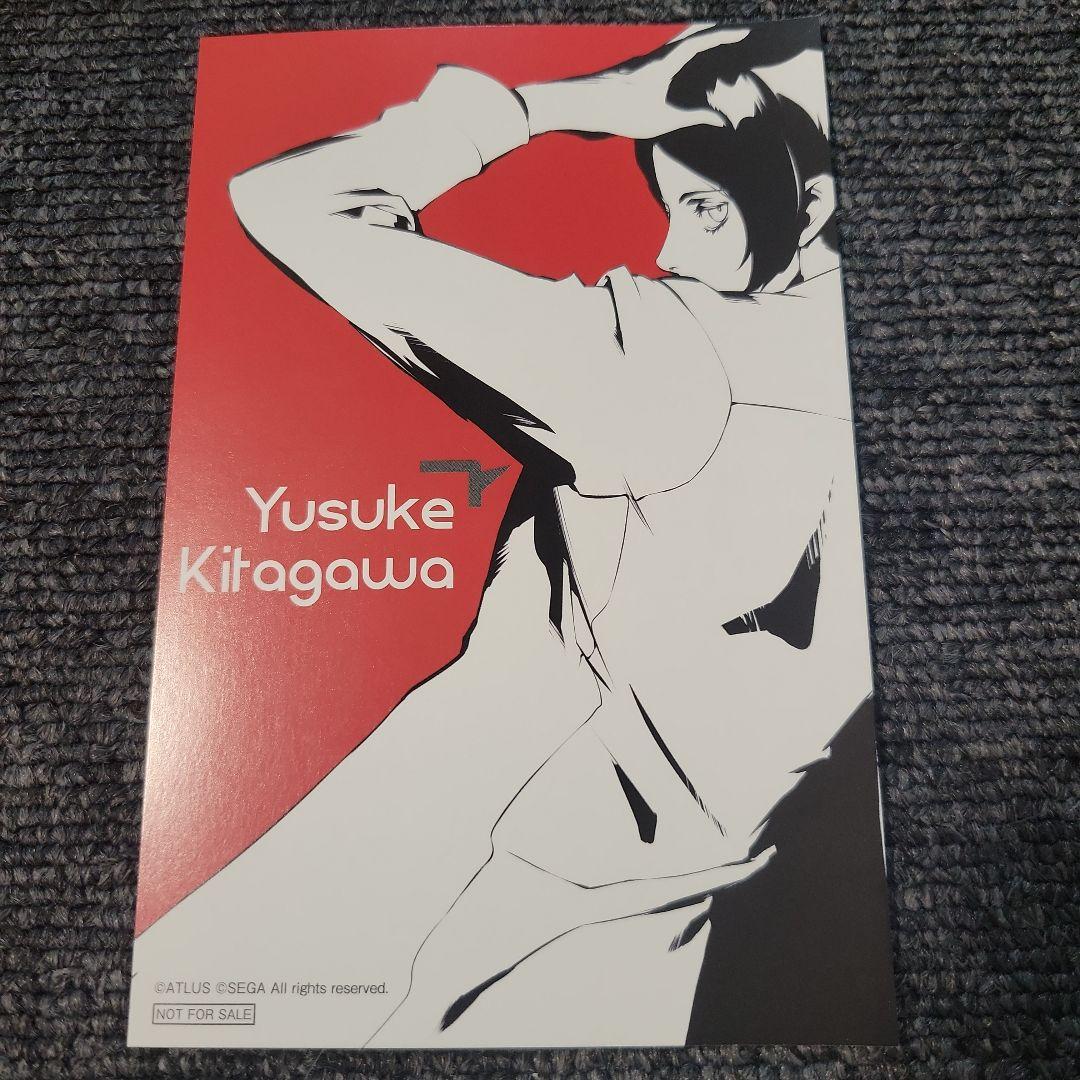 Yusuke
Kitagawa
©ATLUS ©SEGA All rights reserved.
NOT FOR SALE